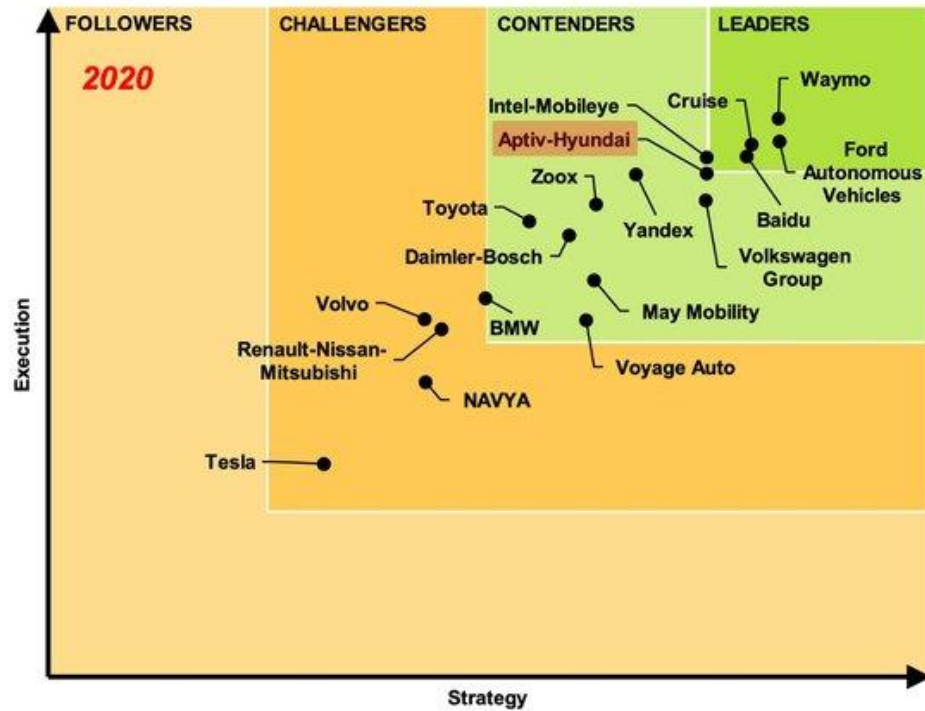 FOLLOWERS
CHALLENGERS
CONTENDERS
LEADERS
2020
Waymo
Cruise
Intel-Mobileye
Aptiv-Hyundai
Ford
Autonomous
Vehicles
Zoox
Toyota
Yandex
Baidu
Daimler-Bosch
Volkswagen
Group
Volvo
May Mobility
BMW
Renault-Nissan-
Mitsubishi
Voyage Auto
NAVYA
Tesla
Execution
Strategy